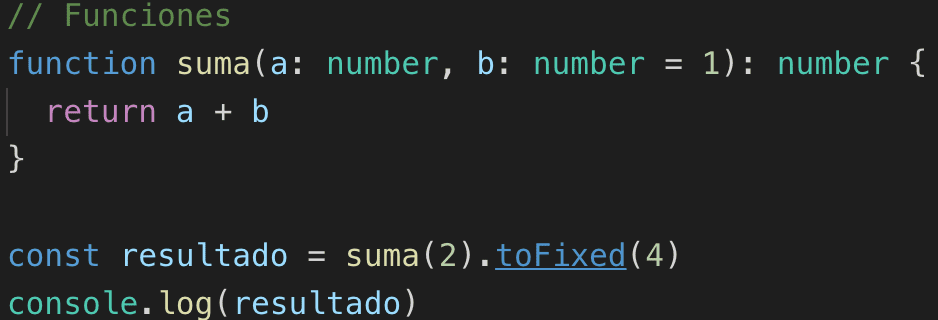 // Funciones
function suma(a: number, b: number = 1): number {
return a + b
}
const resultado = suma(2).toFixed(4)
console.log(resultado)